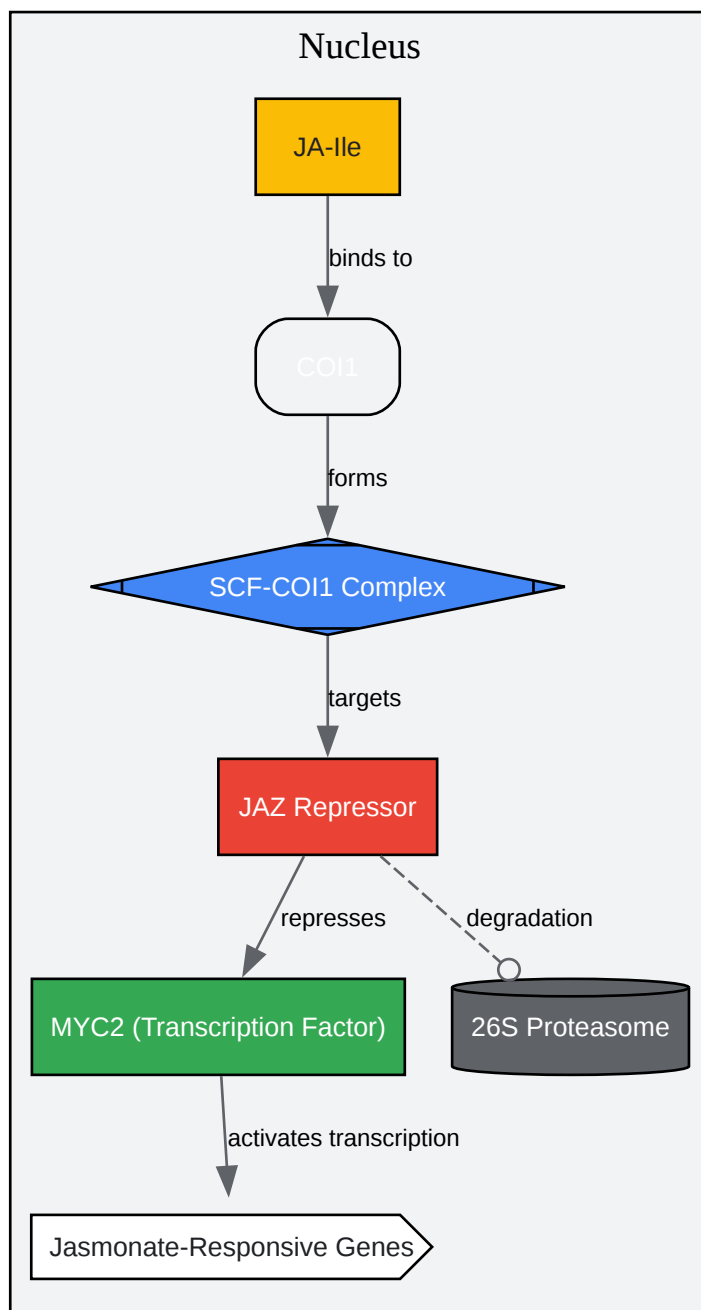 Nucleus
JA-Ile
binds to
COI1
forms
SCF-COI1 Complex
targets
JAZ Repressor
represses
degradation
MYC2 (Transcription Factor)
26S Proteasome
activates transcription
Jasmonate-Responsive Genes